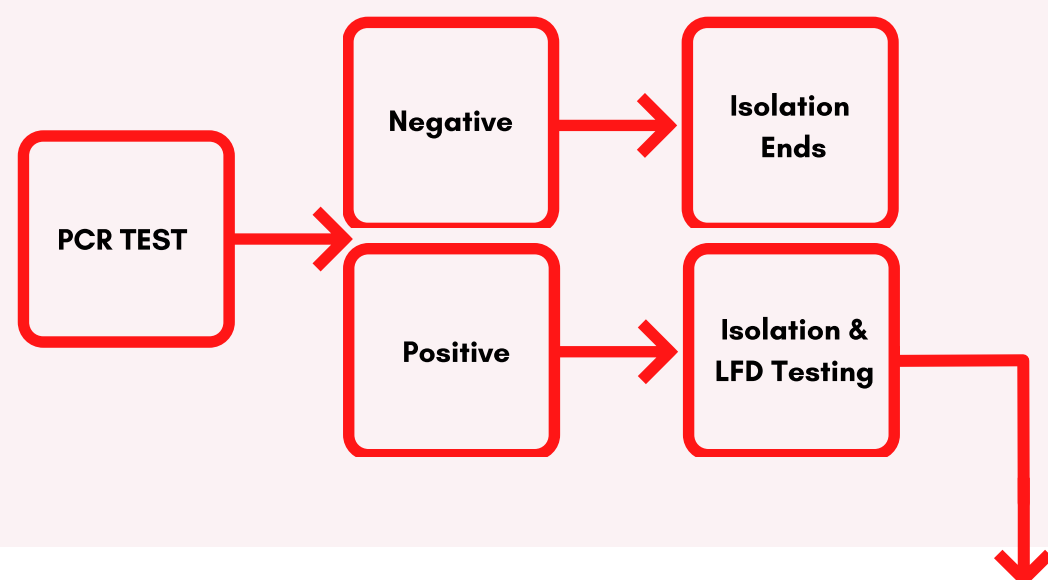 PCR TEST
Negative
Isolation
Ends
Positive
Isolation &
LFD Testing